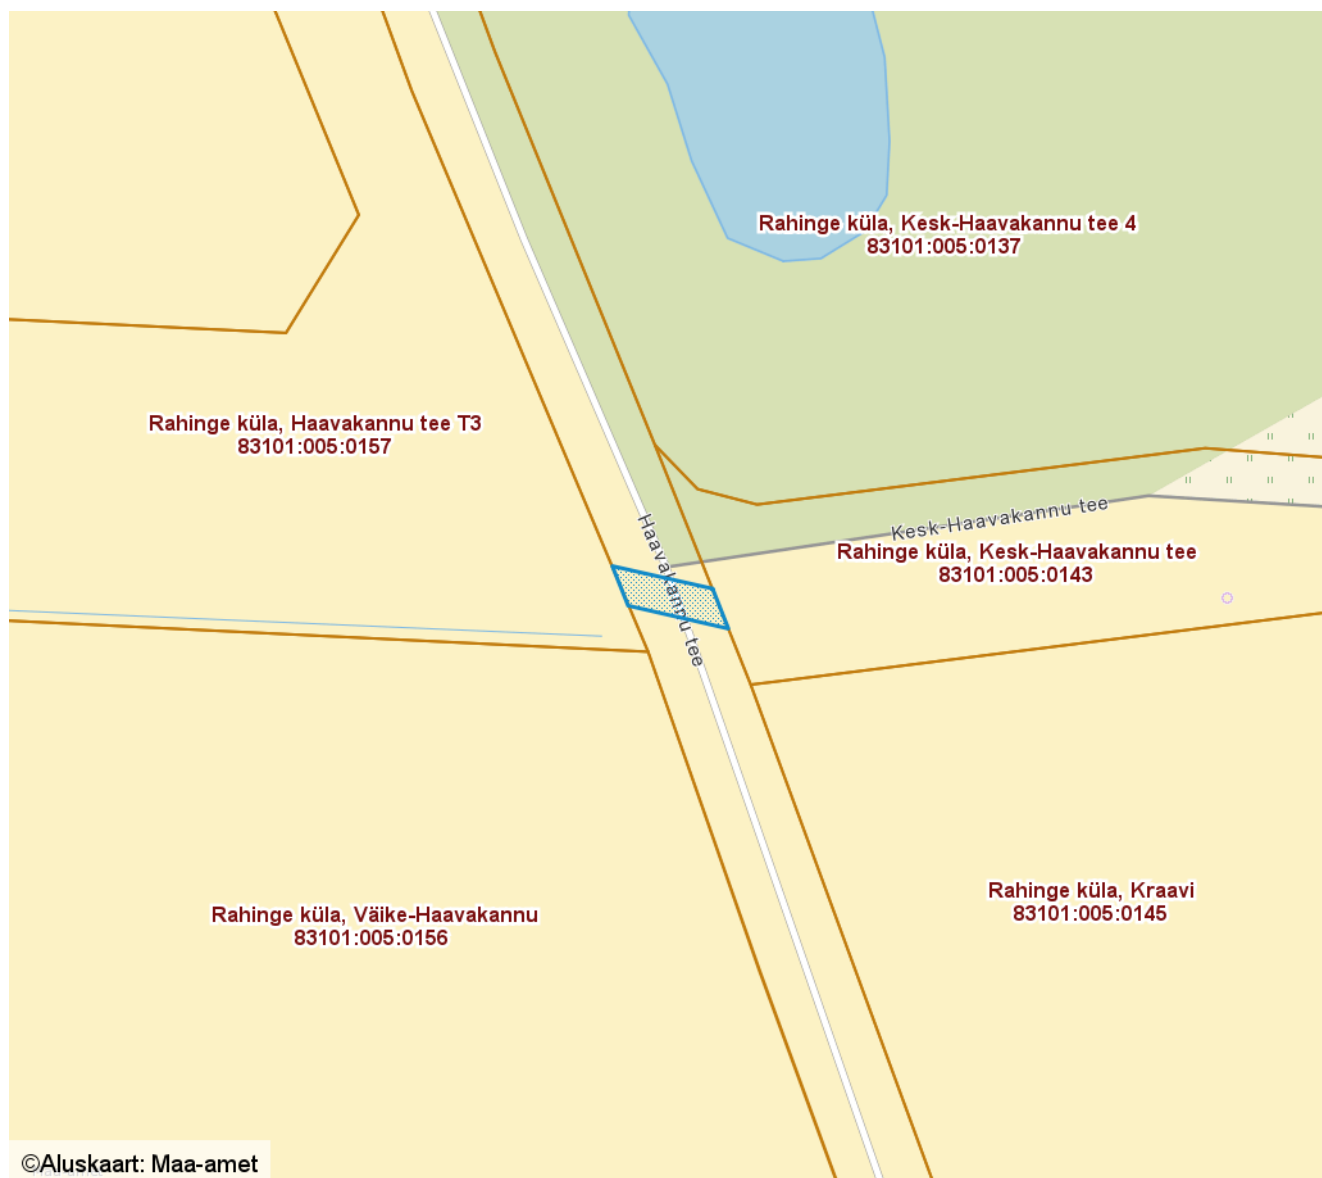 Rahinge küla, Kesk-Haavakannu tee 4
83101:005:0137
Rahinge küla, Haavakannu tee T3
83101:005:0157
Kesk-Haavakannu tee
Rahinge küla, Kesk-Haavakannu tee
83101:005:0143
Haavakannu tee
Rahinge küla, Kraavi
83101:005:0145
Rahinge küla, Väike-Haavakannu
83101:005:0156
©Aluskaart: Maa-amet